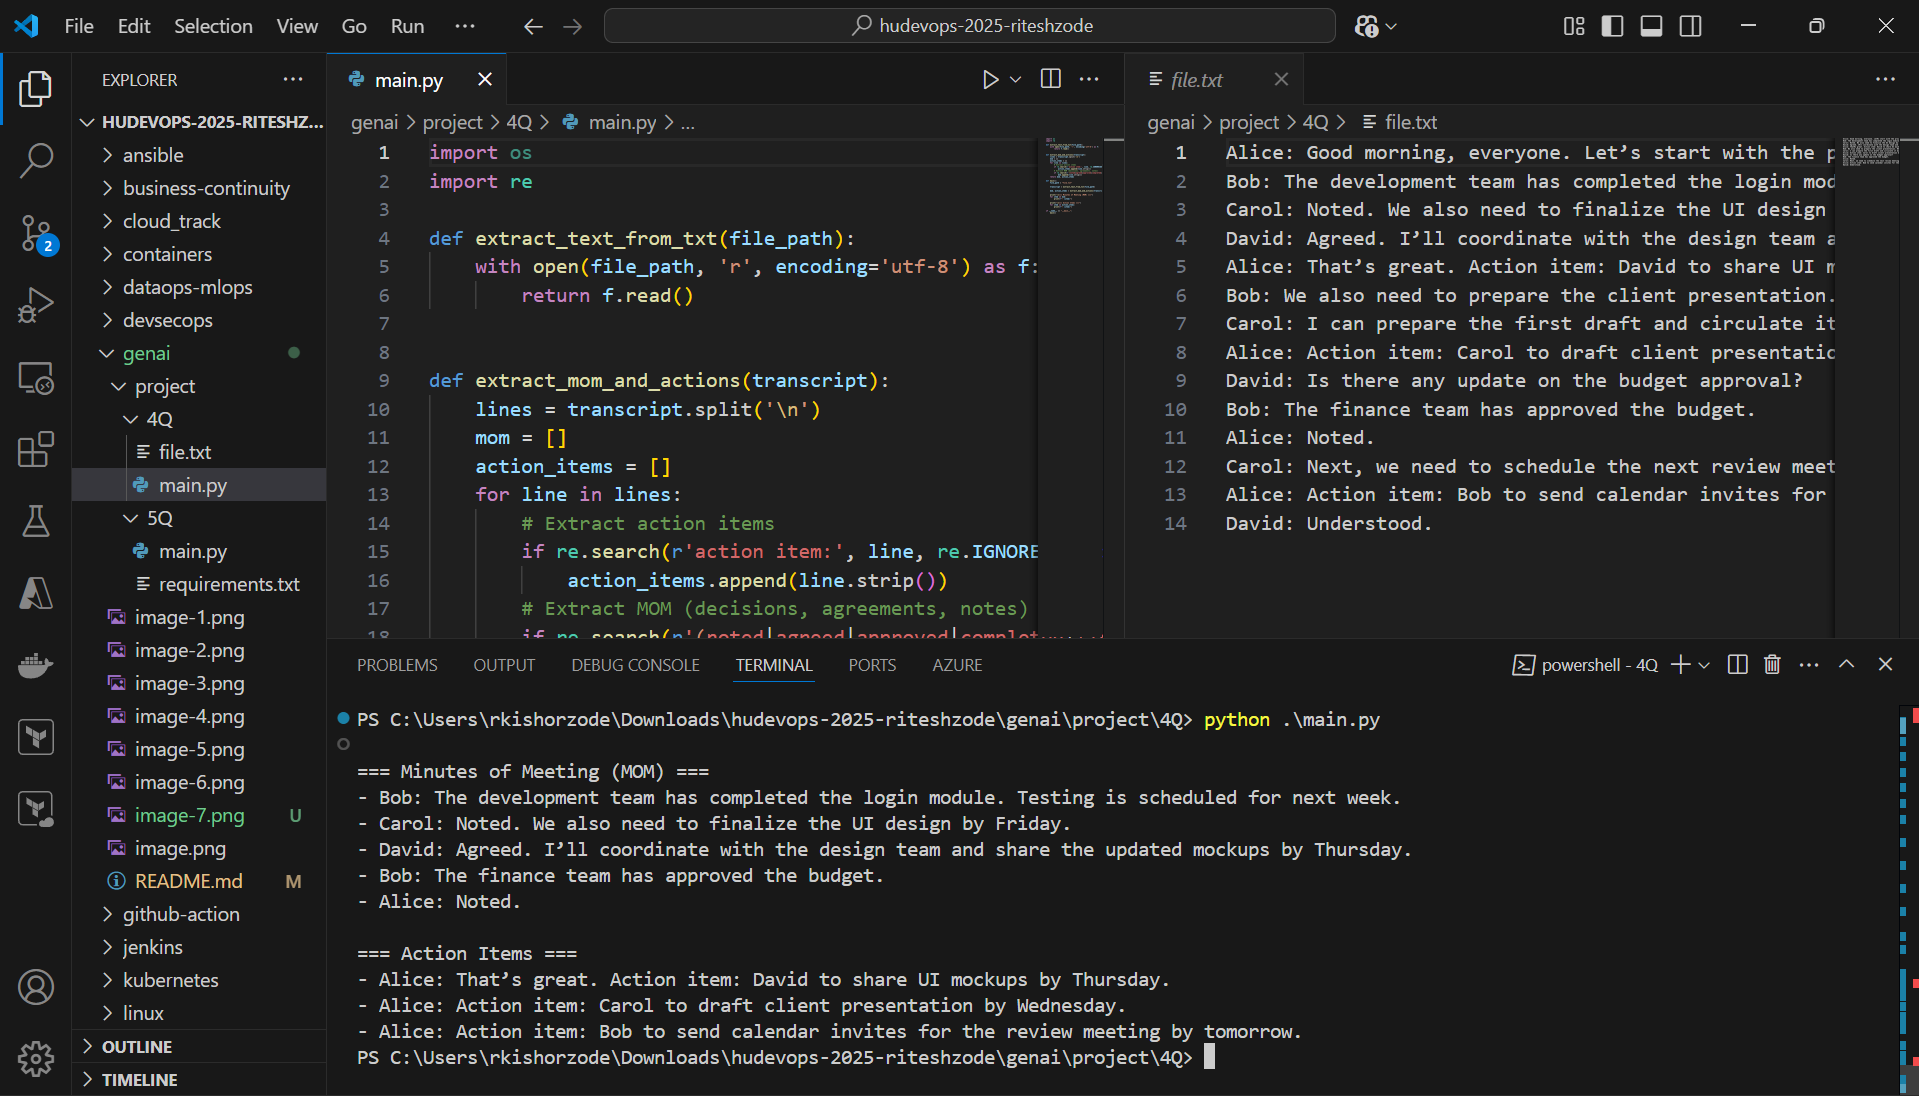 File Edit Selection View Go Run ··· hudevops-2025-riteshzode
EXPLORER ···
HUDEVOPS-2025-RITESHZ...
ansible
business-continuity
cloud_track
containers
dataops-mlops
devsecops
genai
project
4Q
file.txt
main.py
5Q
main.py
requirements.txt
image-1.png
image-2.png
image-3.png
image-4.png
image-5.png
image-6.png
image-7.png U
image.png
README.md M
github-action
jenkins
kubernetes
linux
OUTLINE
TIMELINE
2
main.py
genai > project > 4Q > main.py > ...
1 import os
2 import re
3
4 def extract_text_from_txt(file_path):
5 with open(file_path, 'r', encoding='utf-8') as f:
6 return f.read()
7
8
9 def extract_mom_and_actions(transcript):
10 lines = transcript.split('\n')
11 mom = []
12 action_items = []
13 for line in lines:
14 # Extract action items
15 if re.search(r'action item:', line, re.IGNORE
16 action_items.append(line.strip())
17 # Extract MOM (decisions, agreements, notes)
18 if re.search(r'(noted|agreed|approved|complet
file.txt
genai > project > 4Q > file.txt
1 Alice: Good morning, everyone. Let’s start with the p
2 Bob: The development team has completed the login mod
3 Carol: Noted. We also need to finalize the UI design
4 David: Agreed. I’ll coordinate with the design team a
5 Alice: That’s great. Action item: David to share UI m
6 Bob: We also need to prepare the client presentation.
7 Carol: I can prepare the first draft and circulate it
8 Alice: Action item: Carol to draft client presentatio
9 David: Is there any update on the budget approval?
10 Bob: The finance team has approved the budget.
11 Alice: Noted.
12 Carol: Next, we need to schedule the next review meet
13 Alice: Action item: Bob to send calendar invites for
14 David: Understood.
PROBLEMS OUTPUT DEBUG CONSOLE TERMINAL PORTS AZURE powershell - 4Q
PS C:\Users\rkishorzode\Downloads\hudevops-2025-riteshzode\genai\project\4Q> python .\main.py
=== Minutes of Meeting (MOM) ===
- Bob: The development team has completed the login module. Testing is scheduled for next week.
- Carol: Noted. We also need to finalize the UI design by Friday.
- David: Agreed. I’ll coordinate with the design team and share the updated mockups by Thursday.
- Bob: The finance team has approved the budget.
- Alice: Noted.
=== Action Items ===
- Alice: That’s great. Action item: David to share UI mockups by Thursday.
- Alice: Action item: Carol to draft client presentation by Wednesday.
- Alice: Action item: Bob to send calendar invites for the review meeting by tomorrow.
PS C:\Users\rkishorzode\Downloads\hudevops-2025-riteshzode\genai\project\4Q>